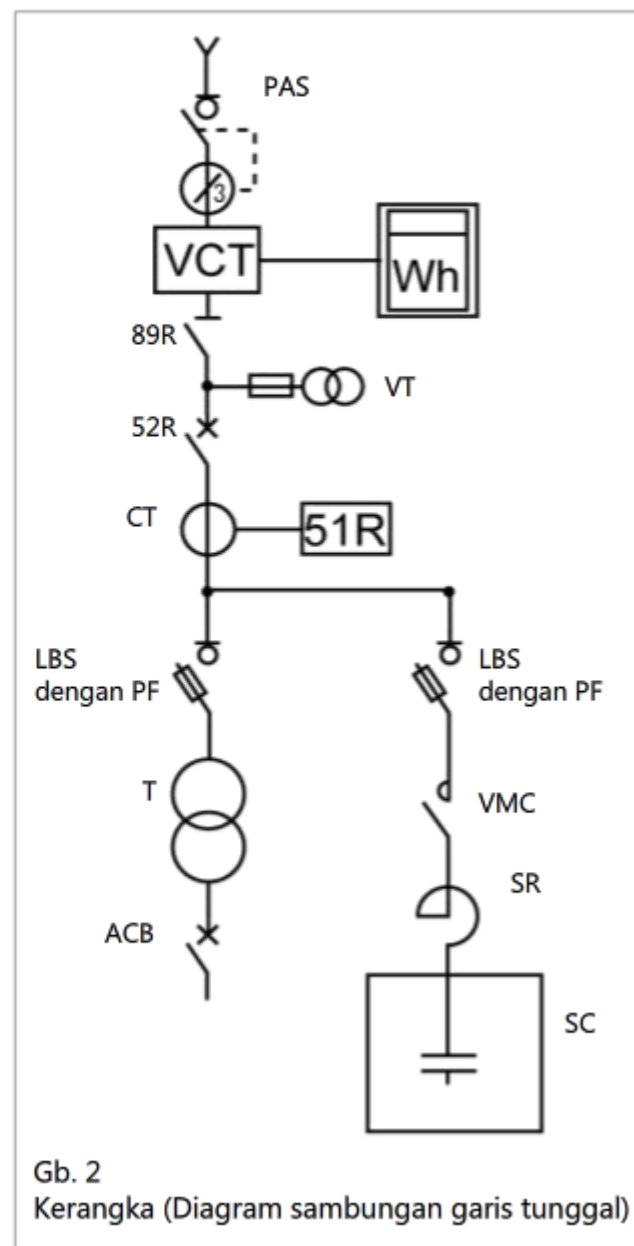 PAS
3
VCT
Wh
89R
VT
52R
CT
51R
LBS
dengan PF
LBS
dengan PF
T
VMC
SR
ACB
SC
Gb. 2
Kerangka (Diagram sambungan garis tunggal)